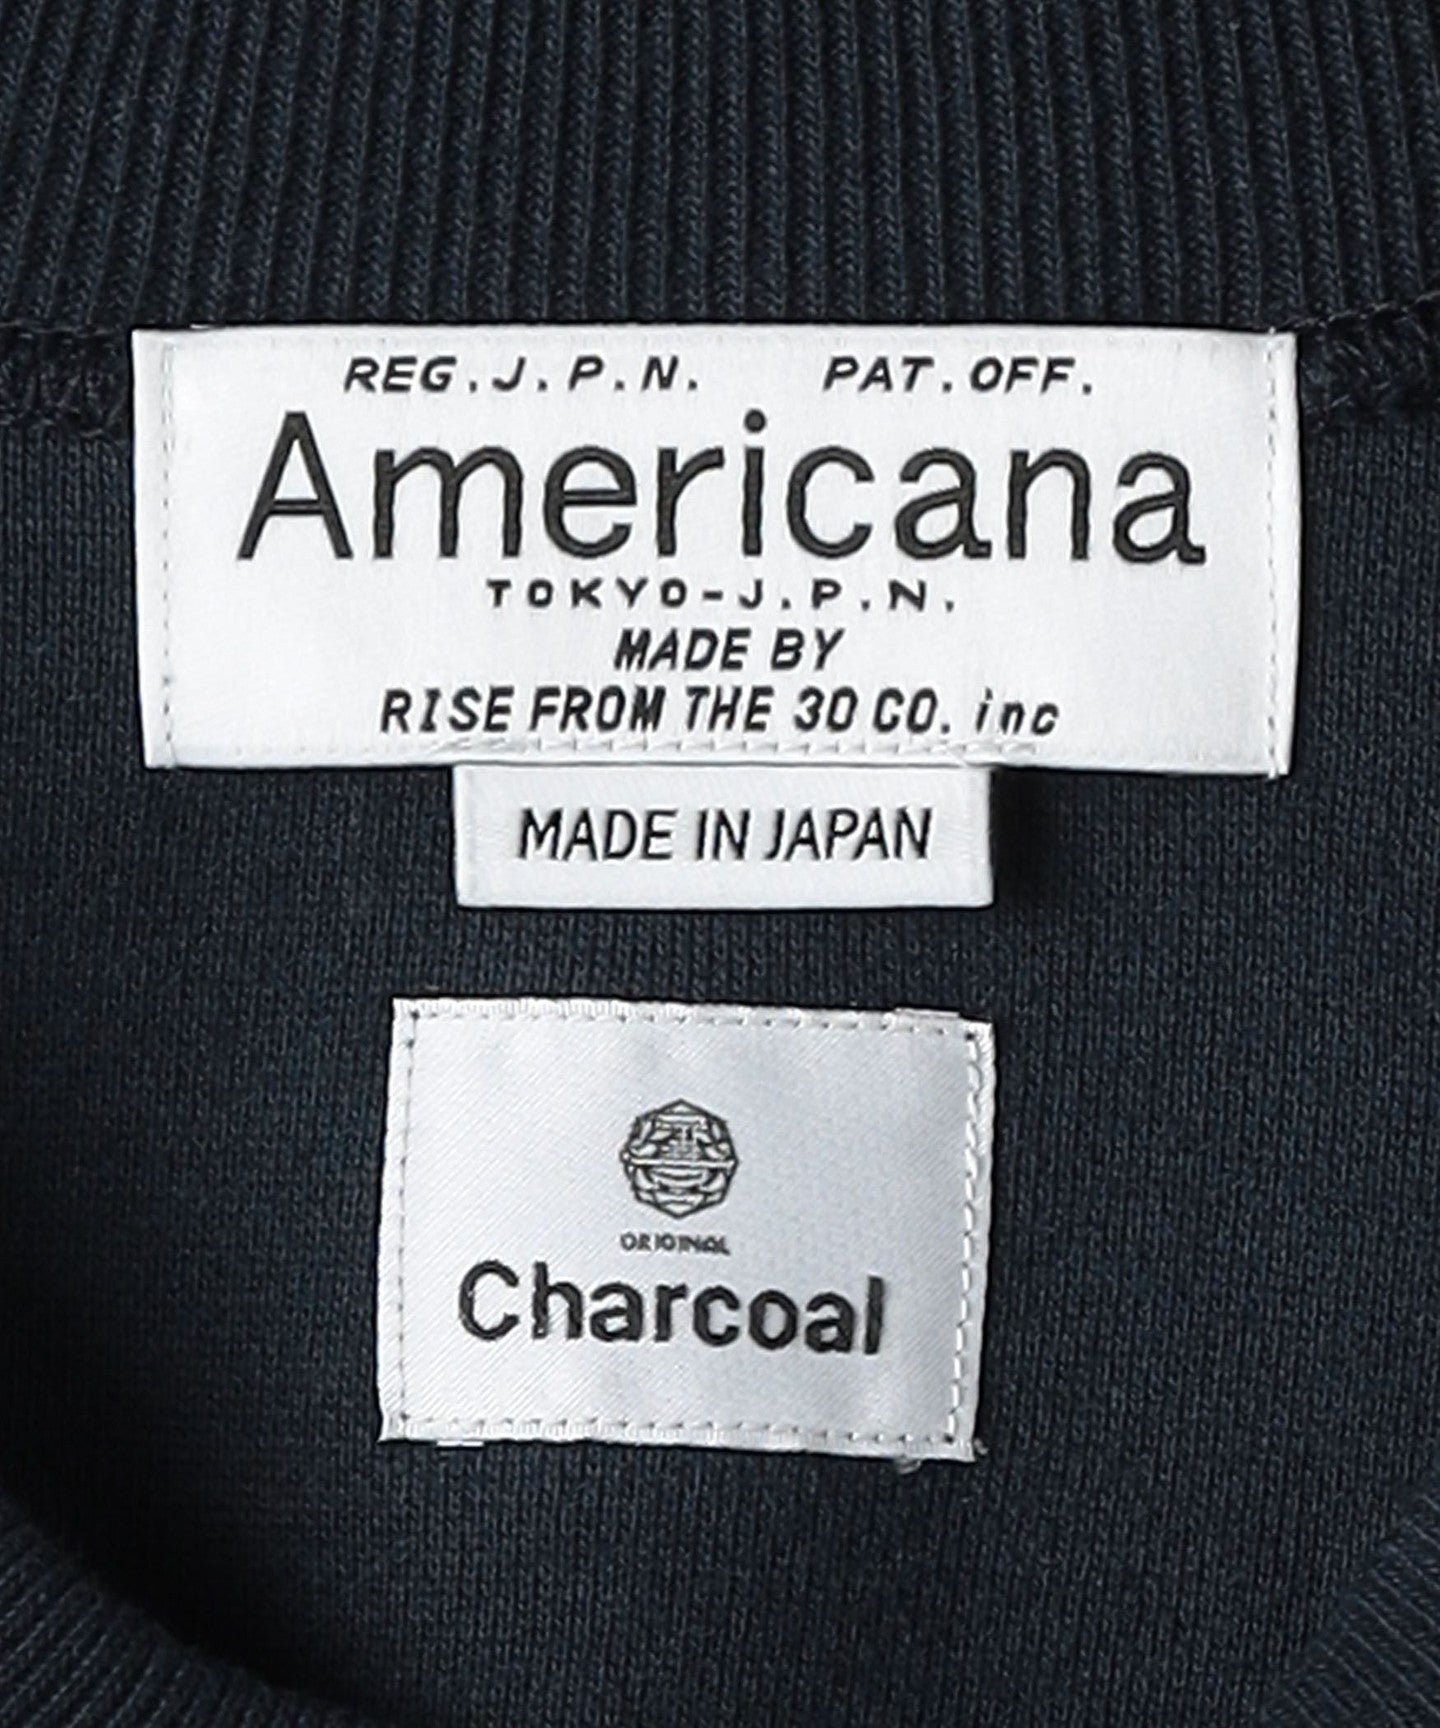 REG.J.P.N. PAT.OFF.
Americana
TOKYO-J.P.N.
MADE BY
RISE FROM THE 30 CO. inc
MADE IN JAPAN
ORIGINAL
Charcoal